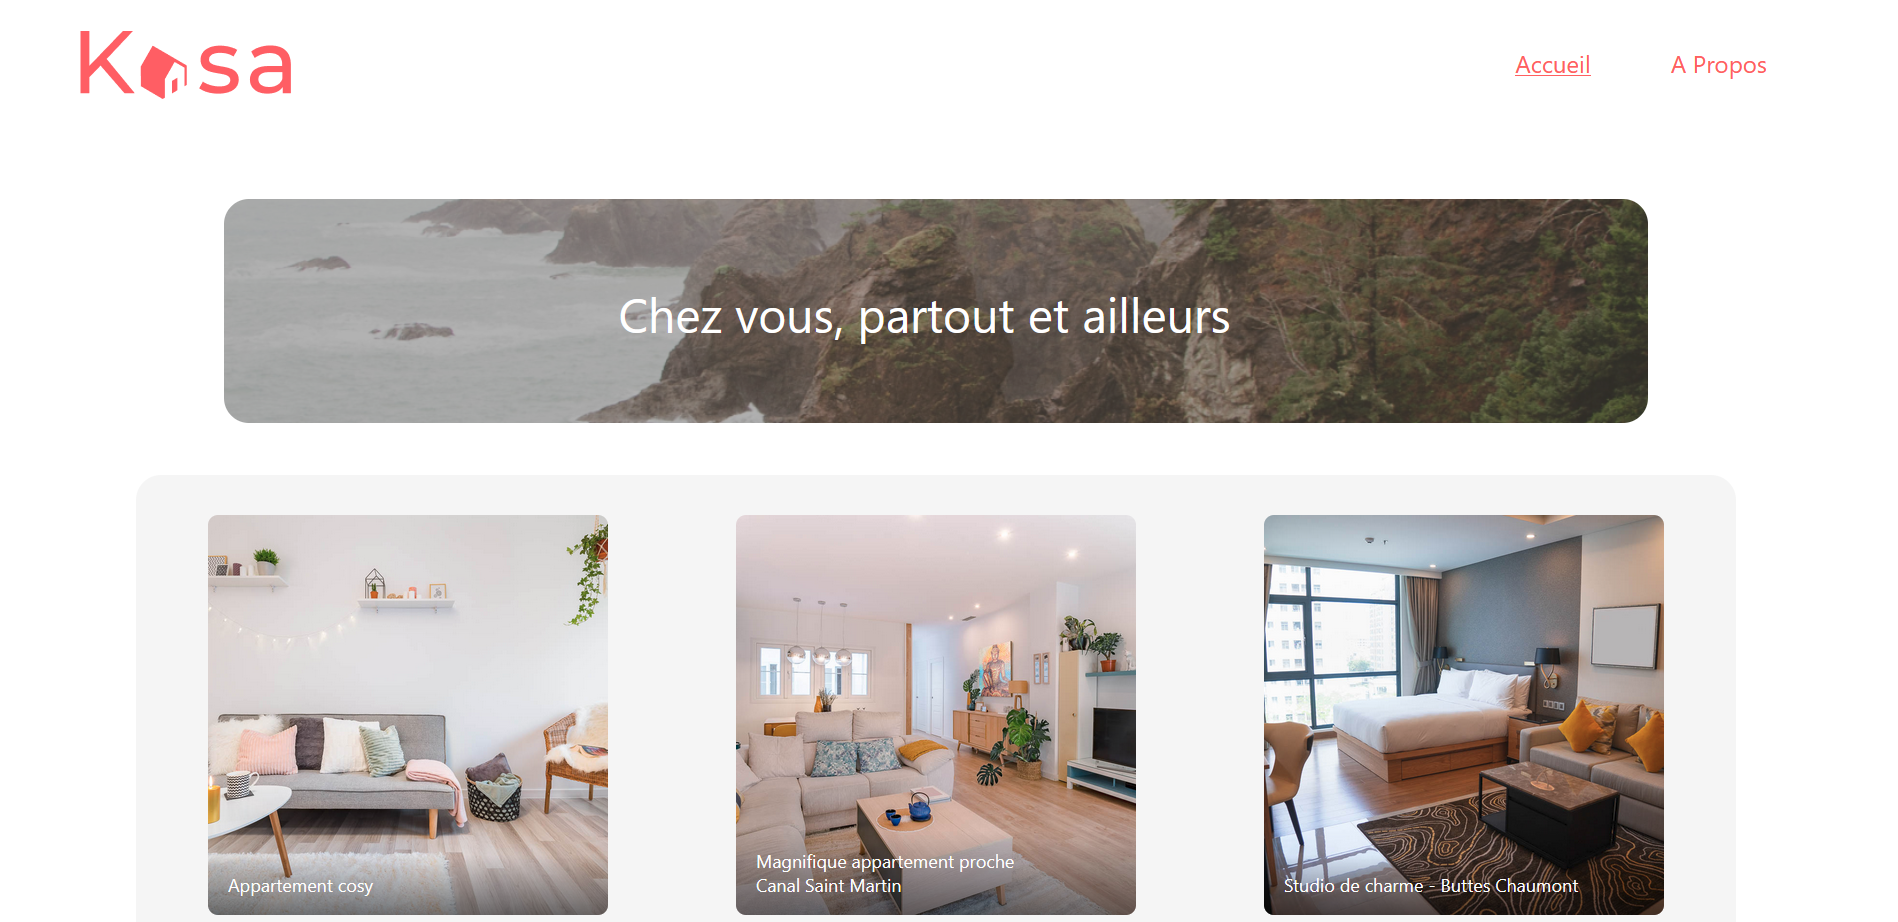 Kasa
Accueil
A Propos
Chez vous, partout et ailleurs
Appartement cosy
Magnifique appartement proche
Canal Saint Martin
Studio de charme - Buttes Chaumont